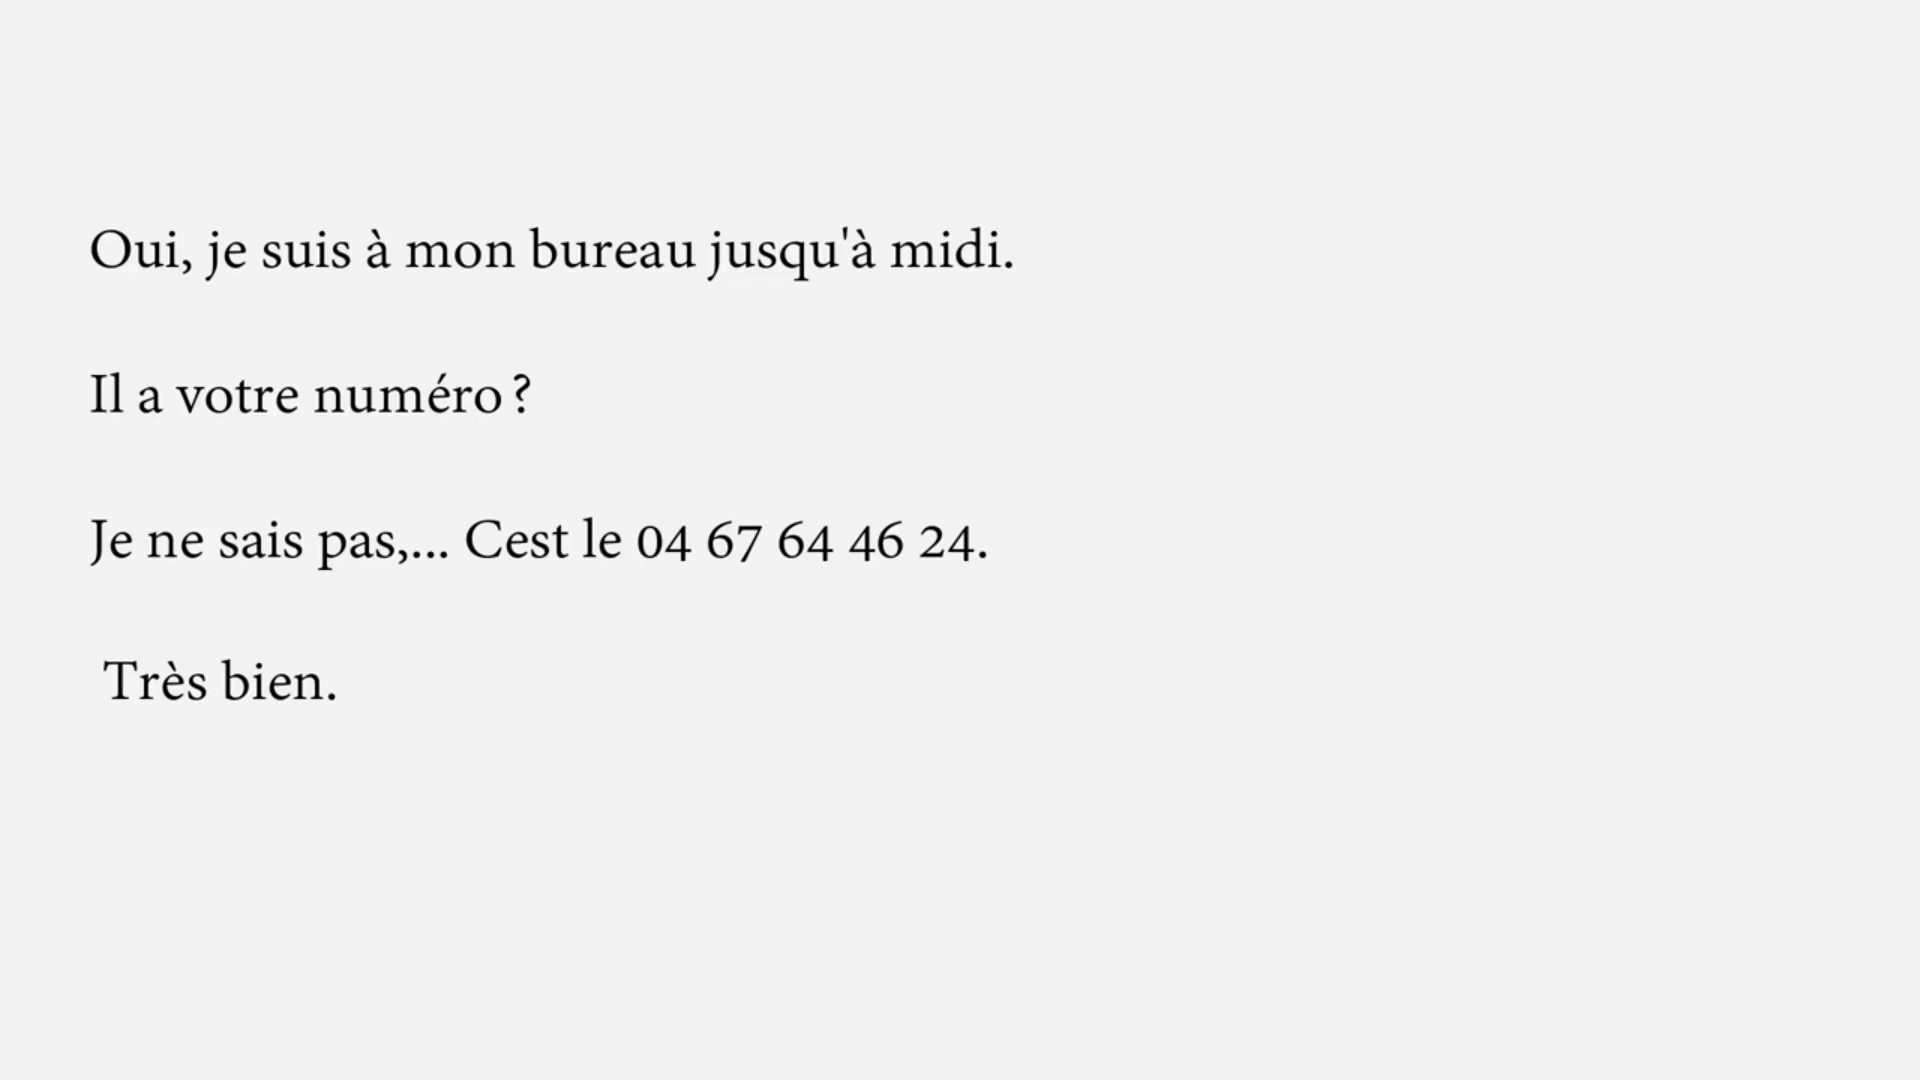 Oui, je suis à mon bureau jusqu'à midi.
Il a votre numéro ?
Je ne sais pas,... Cest le 04 67 64 46 24.
Très bien.